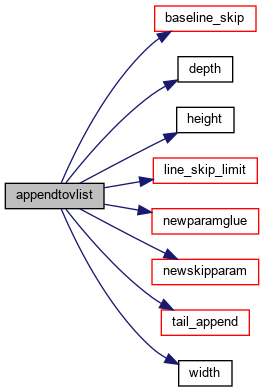 baseline_skip
depth
height
line_skip_limit
appendtovlist
newparamglue
newskipparam
tail_append
width